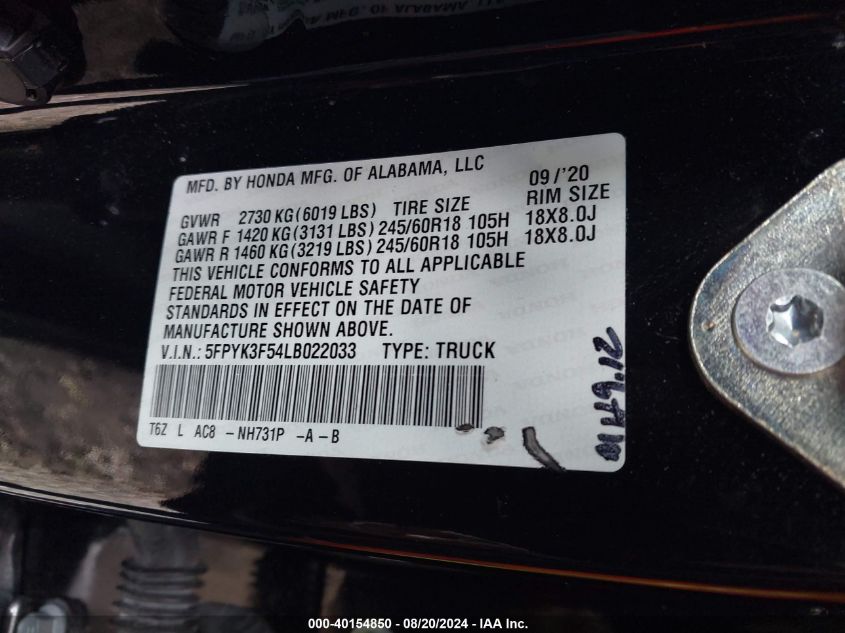 MFD. BY HONDA MFG. OF ALABAMA, LLC 09/'20
GVWR 2730 KG(6019 LBS) TIRE SIZE RIM SIZE
GAWR F 1420 KG(3131 LBS) 245/60R18 105H 18X8.0J
GAWR R 1460 KG(3219 LBS) 245/60R18 105H 18X8.0J
THIS VEHICLE CONFORMS TO ALL APPLICABLE
FEDERAL MOTOR VEHICLE SAFETY
STANDARDS IN EFFECT ON THE DATE OF
MANUFACTURE SHOWN ABOVE.
V.I.N.: 5FPYK3F54LB022033 TYPE: TRUCK
T6Z L AC8 -NH731P -A-B
000-40154850 | 08/20/2024 - IAA Inc.